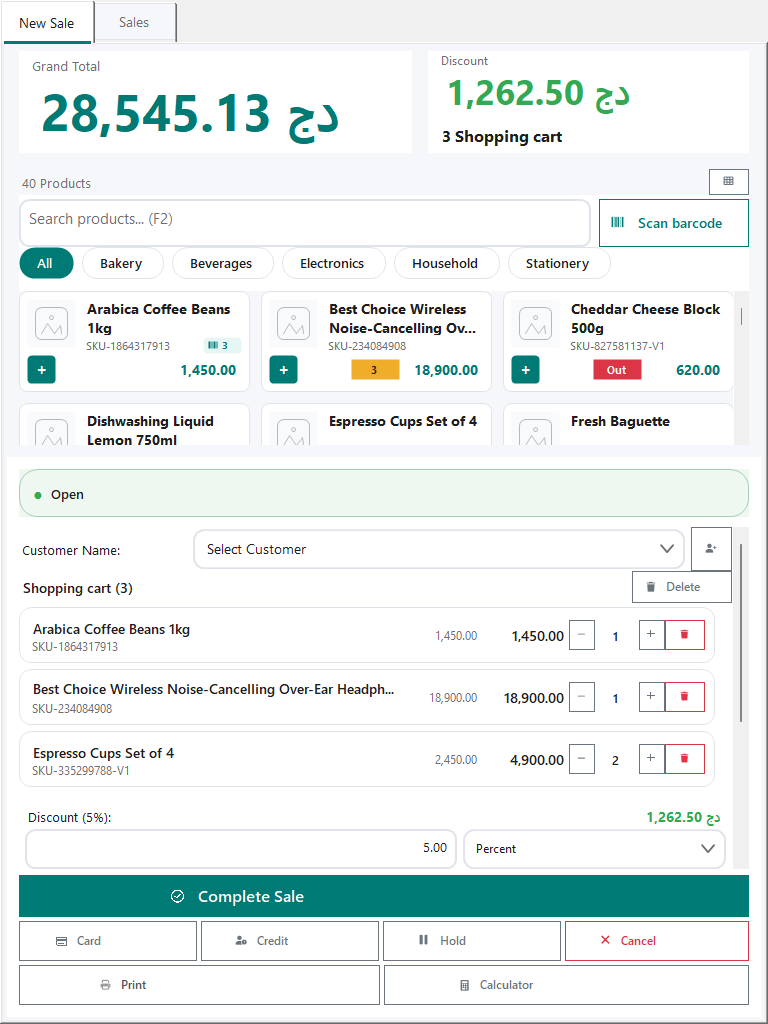 New Sale
Sales
Grand Total
28,545.13 دج
Discount
1,262.50 دج
3 Shopping cart
40 Products
Search products... (F2)
Scan barcode
All
Bakery
Beverages
Electronics
Household
Stationery
Arabica Coffee Beans
1kg
SKU-1864317913
3
+
1,450.00
Best Choice Wireless
Noise-Cancelling Ov...
SKU-234084908
+
3
18,900.00
Cheddar Cheese Block
500g
SKU-827581137-V1
+
Out
620.00
Dishwashing Liquid
Lemon 750ml
Espresso Cups Set of 4
Fresh Baguette
Open
Customer Name:
Select Customer
Shopping cart (3)
Delete
Arabica Coffee Beans 1kg
SKU-1864317913
1,450.00
1,450.00
−
1
+
Best Choice Wireless Noise-Cancelling Over-Ear Headph...
SKU-234084908
18,900.00
18,900.00
−
1
+
Espresso Cups Set of 4
SKU-335299788-V1
2,450.00
4,900.00
−
2
+
Discount (5%):
1,262.50 دج
5.00
Percent
Complete Sale
Card
Credit
Hold
Cancel
Print
Calculator